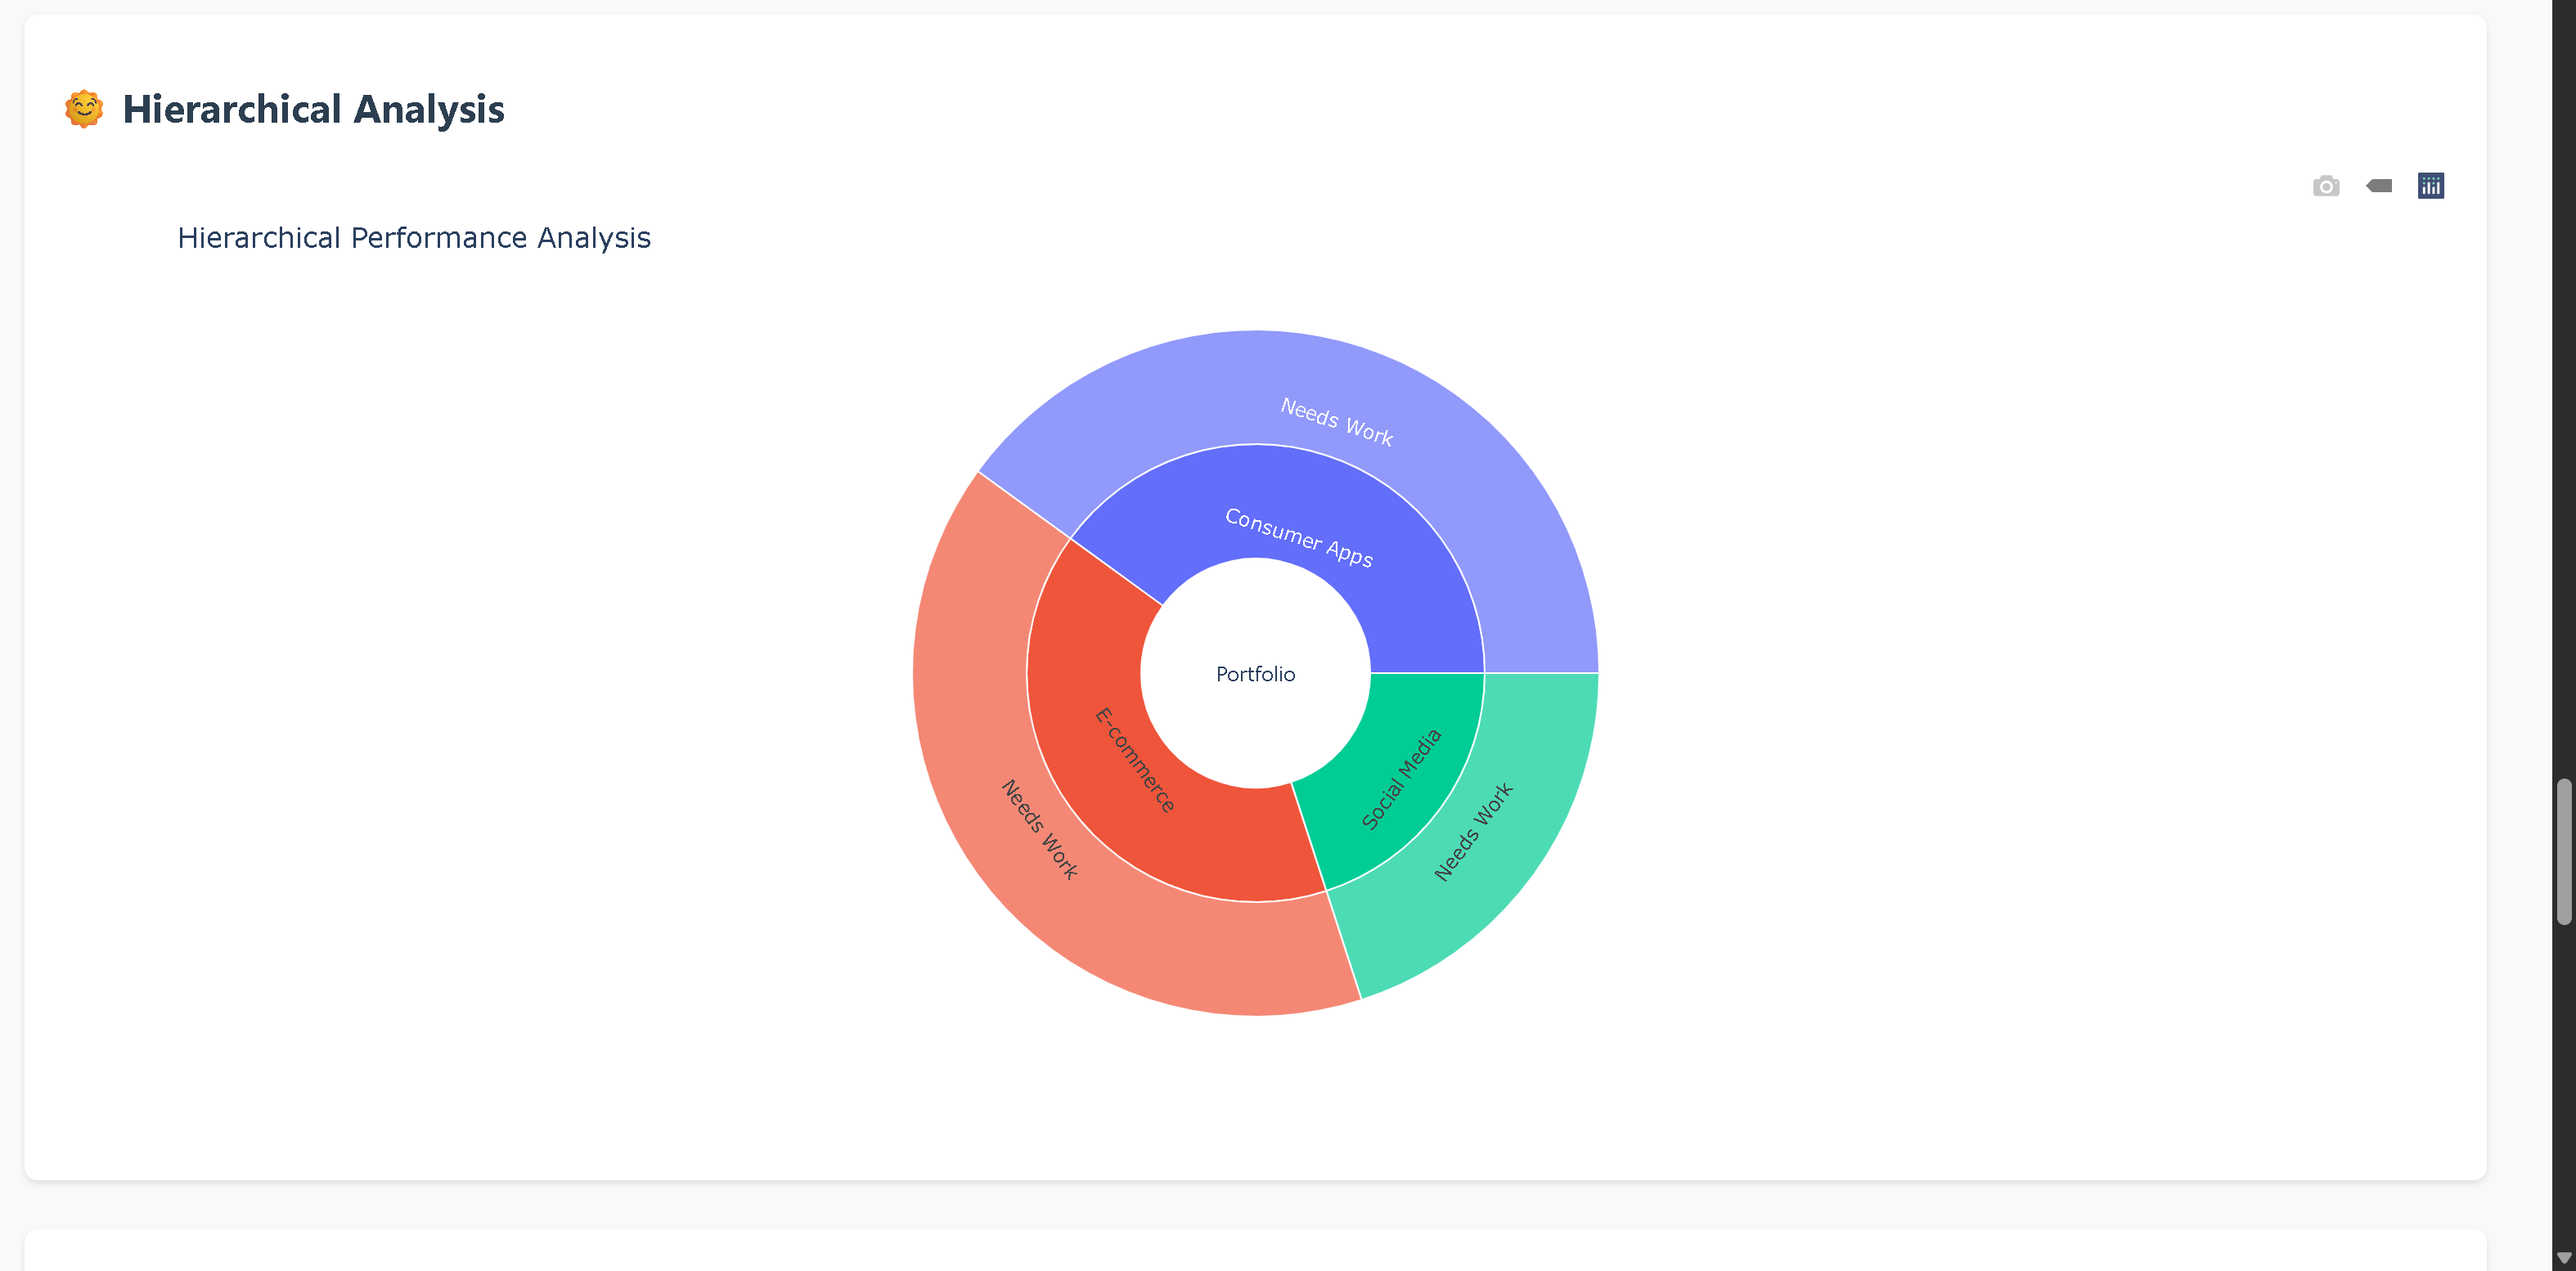 Hierarchical Analysis
Hierarchical Performance Analysis
Needs Work
Consumer Apps
Portfolio
E-commerce
Social Media
Needs Work
Needs Work